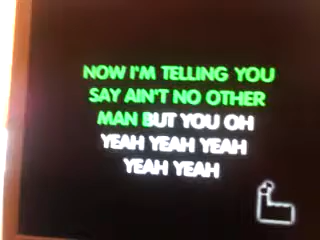 NOW I'M TELLING YOU
SAY AIN'T NO OTHER
MAN BUT YOU OH
YEAH YEAH YEAH
YEAH YEAH